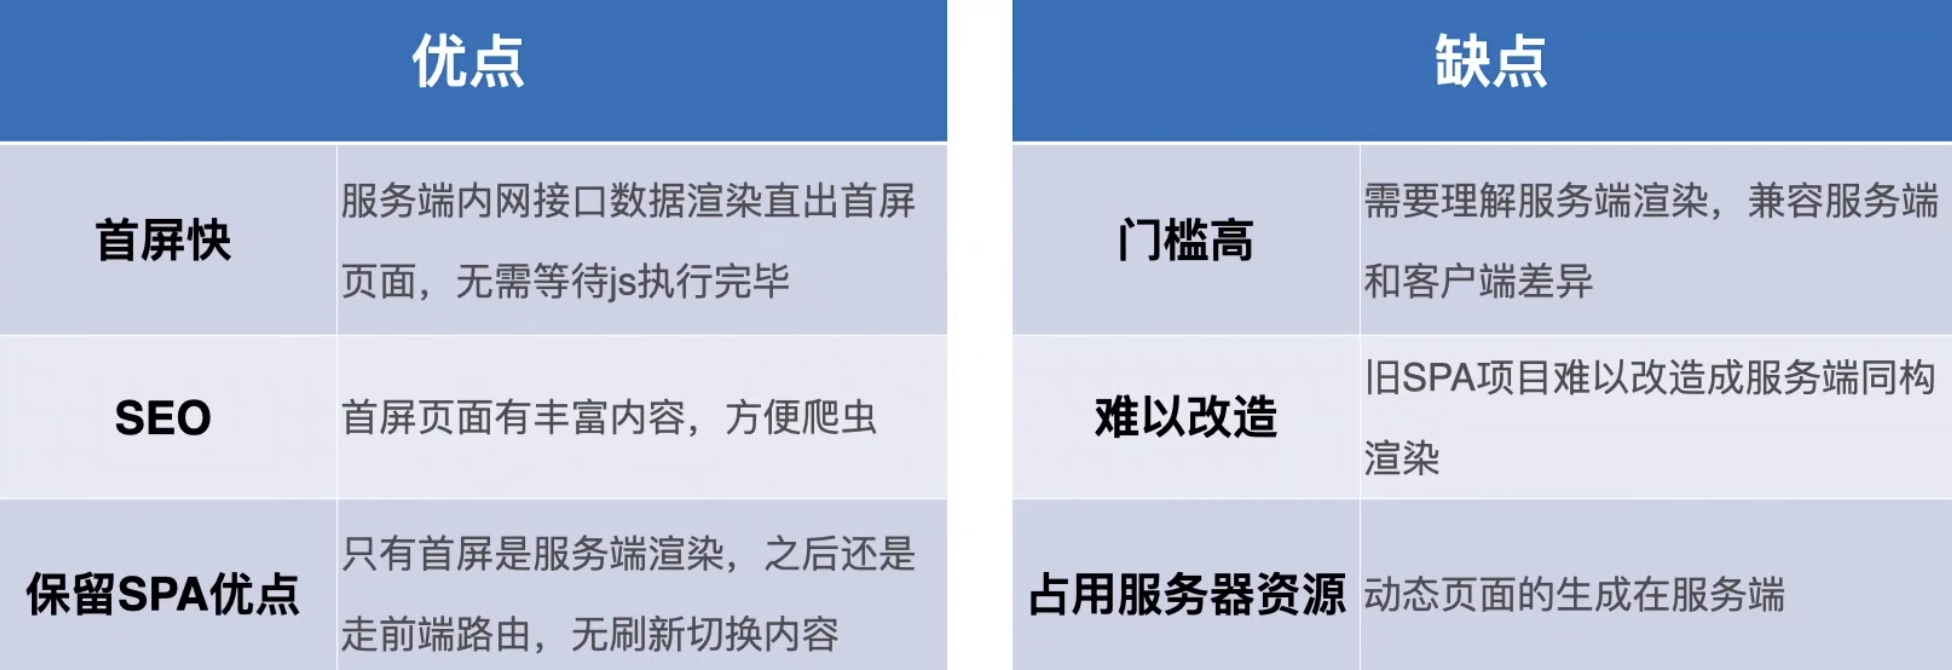 优点
首屏快
服务端内网接口数据渲染直出首屏
页面，无需等待js执行完毕
SEO
首屏页面有丰富内容，方便爬虫
保留SPA优点
只有首屏是服务端渲染，之后还是
走前端路由，无刷新切换内容
缺点
门槛高
需要理解服务端渲染，兼容服务端
和客户端差异
难以改造
旧SPA项目难以改造成服务端同构
渲染
占用服务器资源
动态页面的生成在服务端